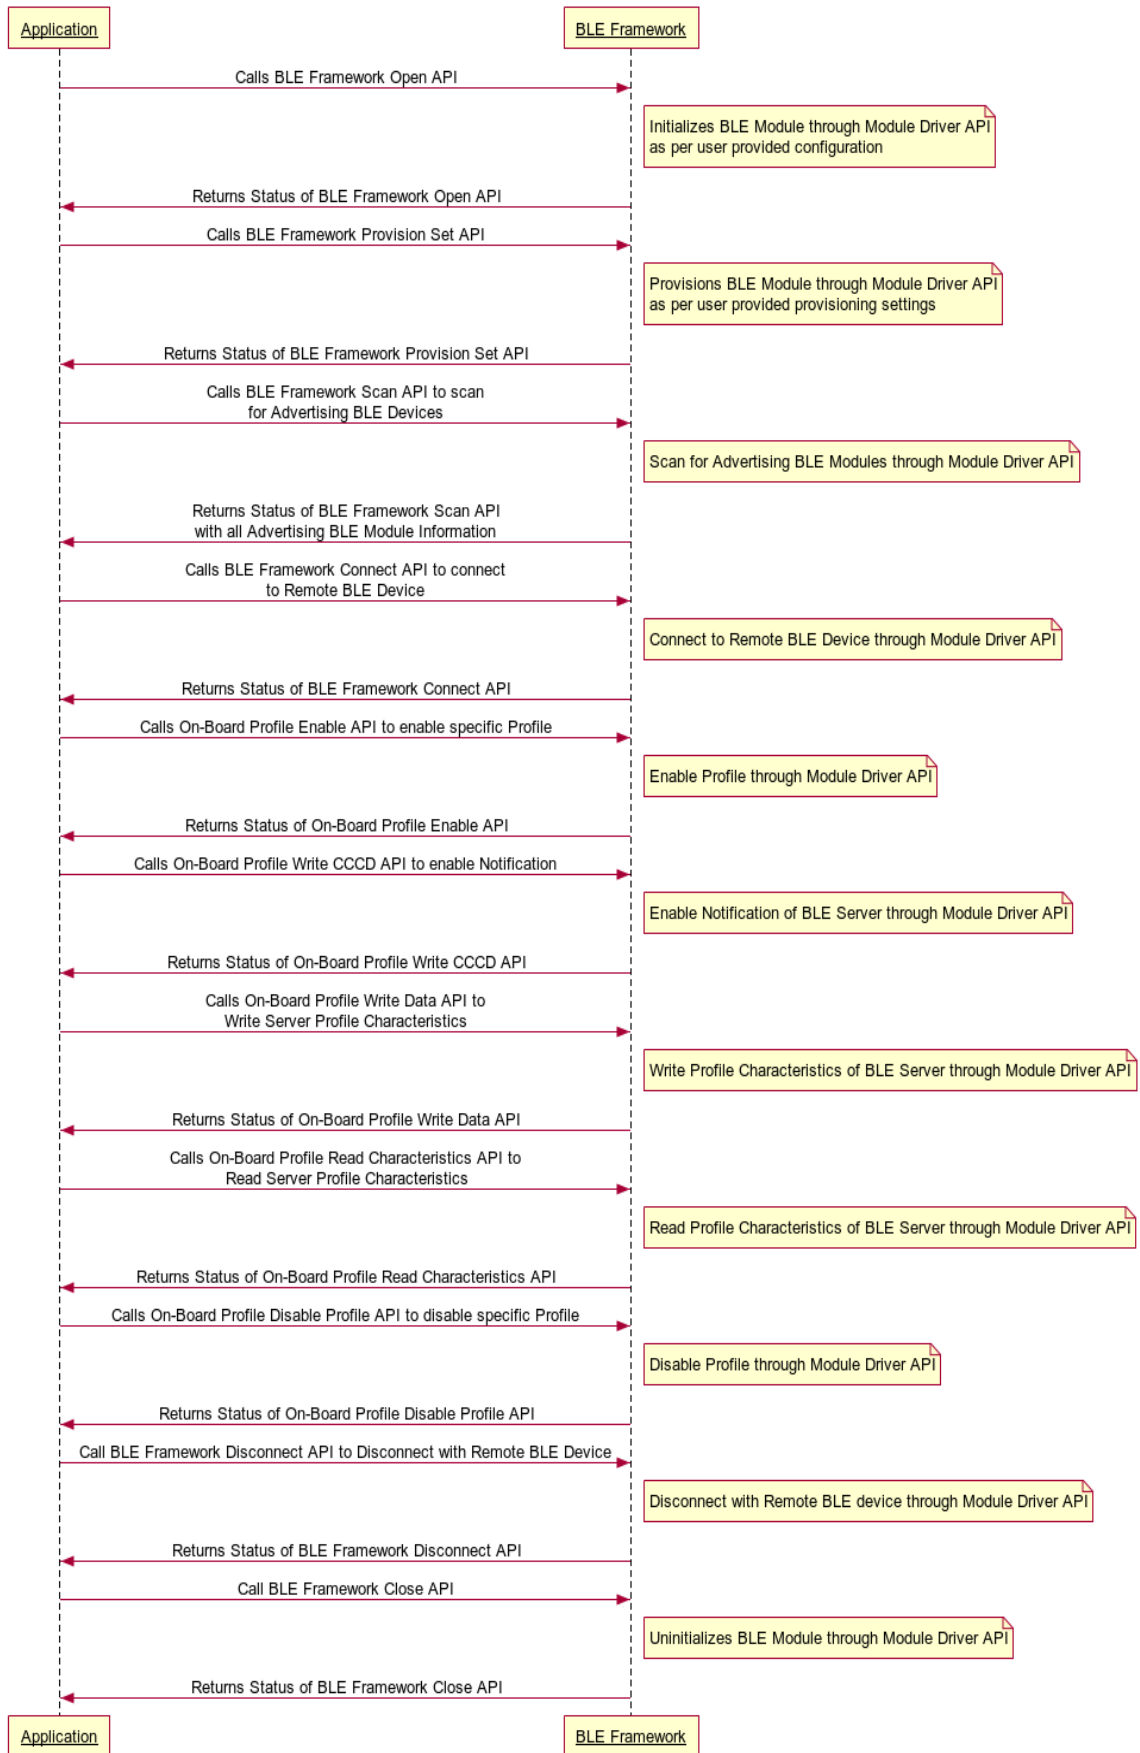 Application
BLE Framework
Calls BLE Framework Open API
Initializes BLE Module through Module Driver API
as per user provided configuration
Returns Status of BLE Framework Open API
Calls BLE Framework Provision Set API
Provisions BLE Module through Module Driver API
as per user provided provisioning settings
Returns Status of BLE Framework Provision Set API
Calls BLE Framework Scan API to scan
for Advertising BLE Devices
Scan for Advertising BLE Modules through Module Driver API
Returns Status of BLE Framework Scan API
with all Advertising BLE Module Information
Calls BLE Framework Connect API to connect
to Remote BLE Device
Connect to Remote BLE Device through Module Driver API
Returns Status of BLE Framework Connect API
Calls On-Board Profile Enable API to enable specific Profile
Enable Profile through Module Driver API
Returns Status of On-Board Profile Enable API
Calls On-Board Profile Write CCCD API to enable Notification
Enable Notification of BLE Server through Module Driver API
Returns Status of On-Board Profile Write CCCD API
Calls On-Board Profile Write Data API to
Write Server Profile Characteristics
Write Profile Characteristics of BLE Server through Module Driver API
Returns Status of On-Board Profile Write Data API
Calls On-Board Profile Read Characteristics API to
Read Server Profile Characteristics
Read Profile Characteristics of BLE Server through Module Driver API
Returns Status of On-Board Profile Read Characteristics API
Calls On-Board Profile Disable Profile API to disable specific Profile
Disable Profile through Module Driver API
Returns Status of On-Board Profile Disable Profile API
Call BLE Framework Disconnect API to Disconnect with Remote BLE Device
Disconnect with Remote BLE device through Module Driver API
Returns Status of BLE Framework Disconnect API
Call BLE Framework Close API
Uninitializes BLE Module through Module Driver API
Returns Status of BLE Framework Close API
Application
BLE Framework